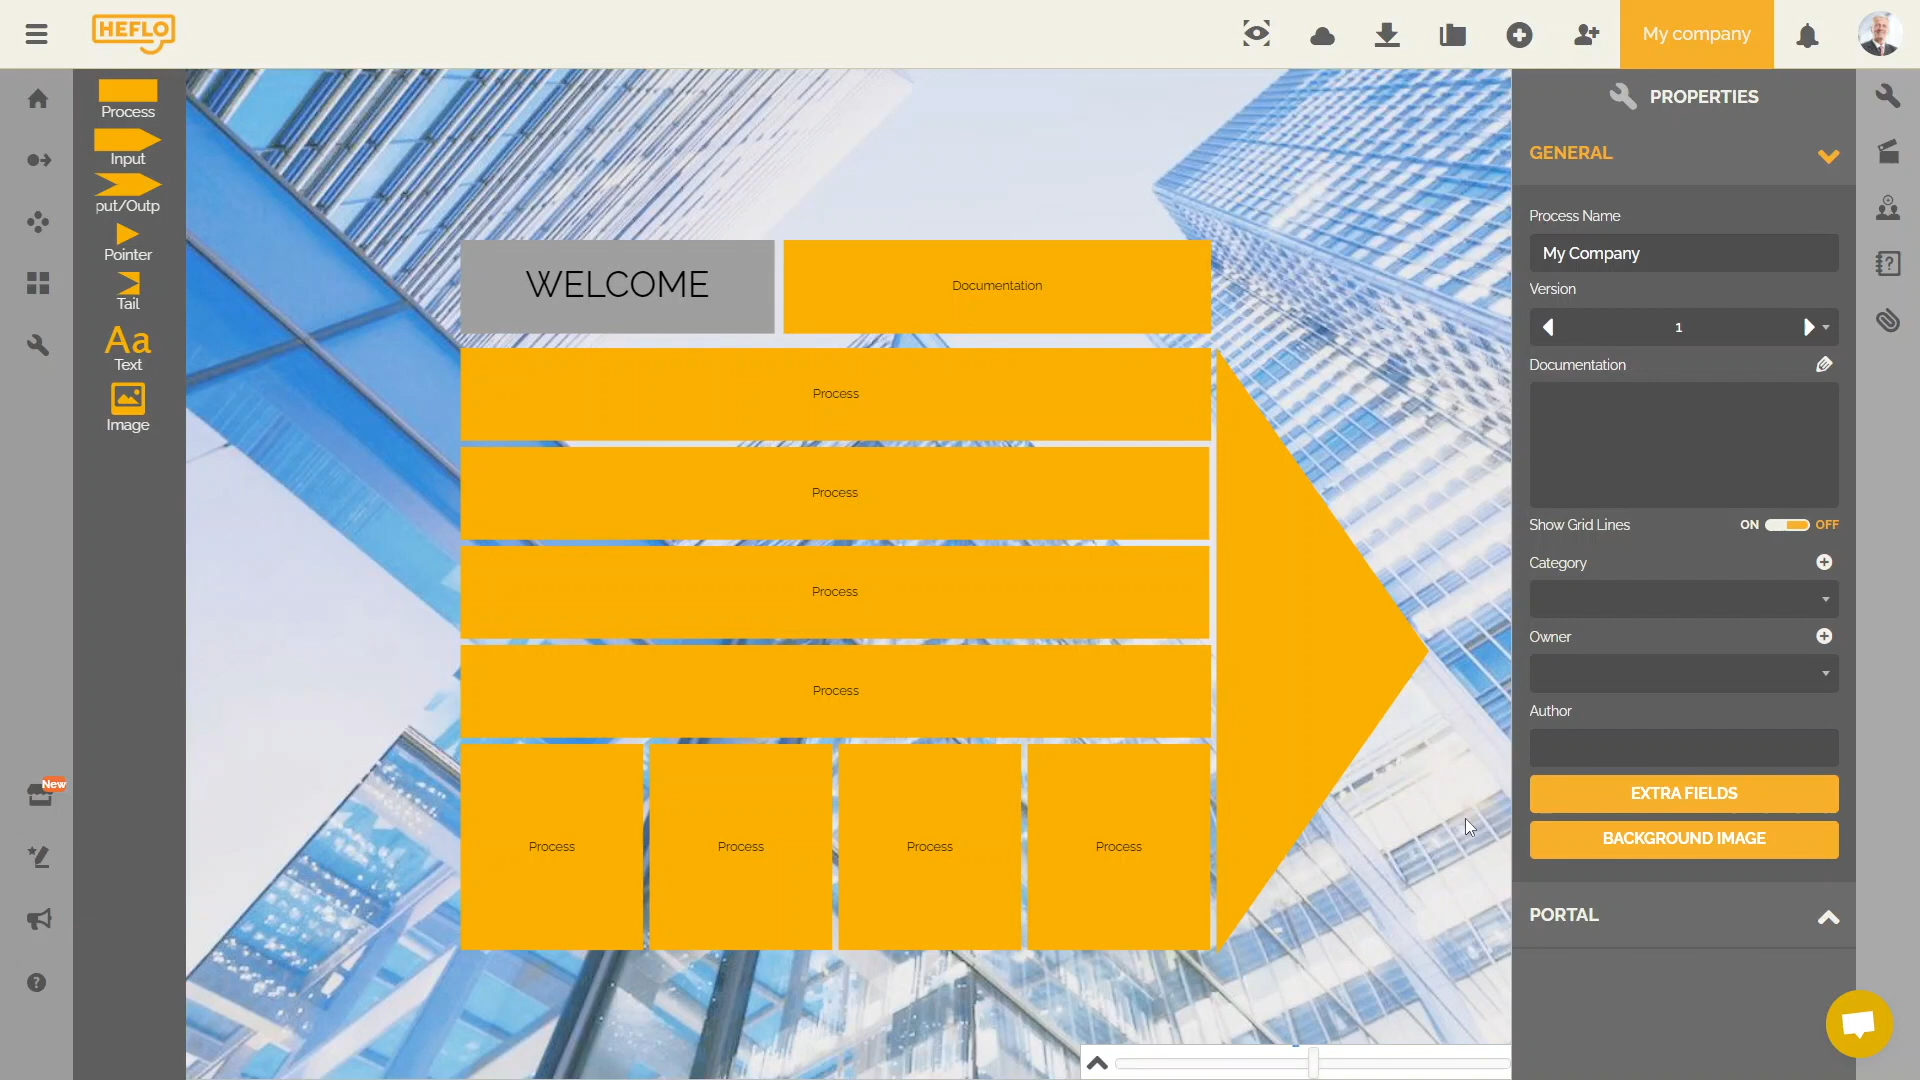 HEFLO
My company
Process
Input
put/Outp
Pointer
Tail
Aa
Text
Image
New
WELCOME
Documentation
Process
Process
Process
Process
Process
Process
Process
Process
PROPERTIES
GENERAL
Process Name
My Company
Version
1
Documentation
Show Grid Lines
ON OFF
Category
Owner
Author
EXTRA FIELDS
BACKGROUND IMAGE
PORTAL